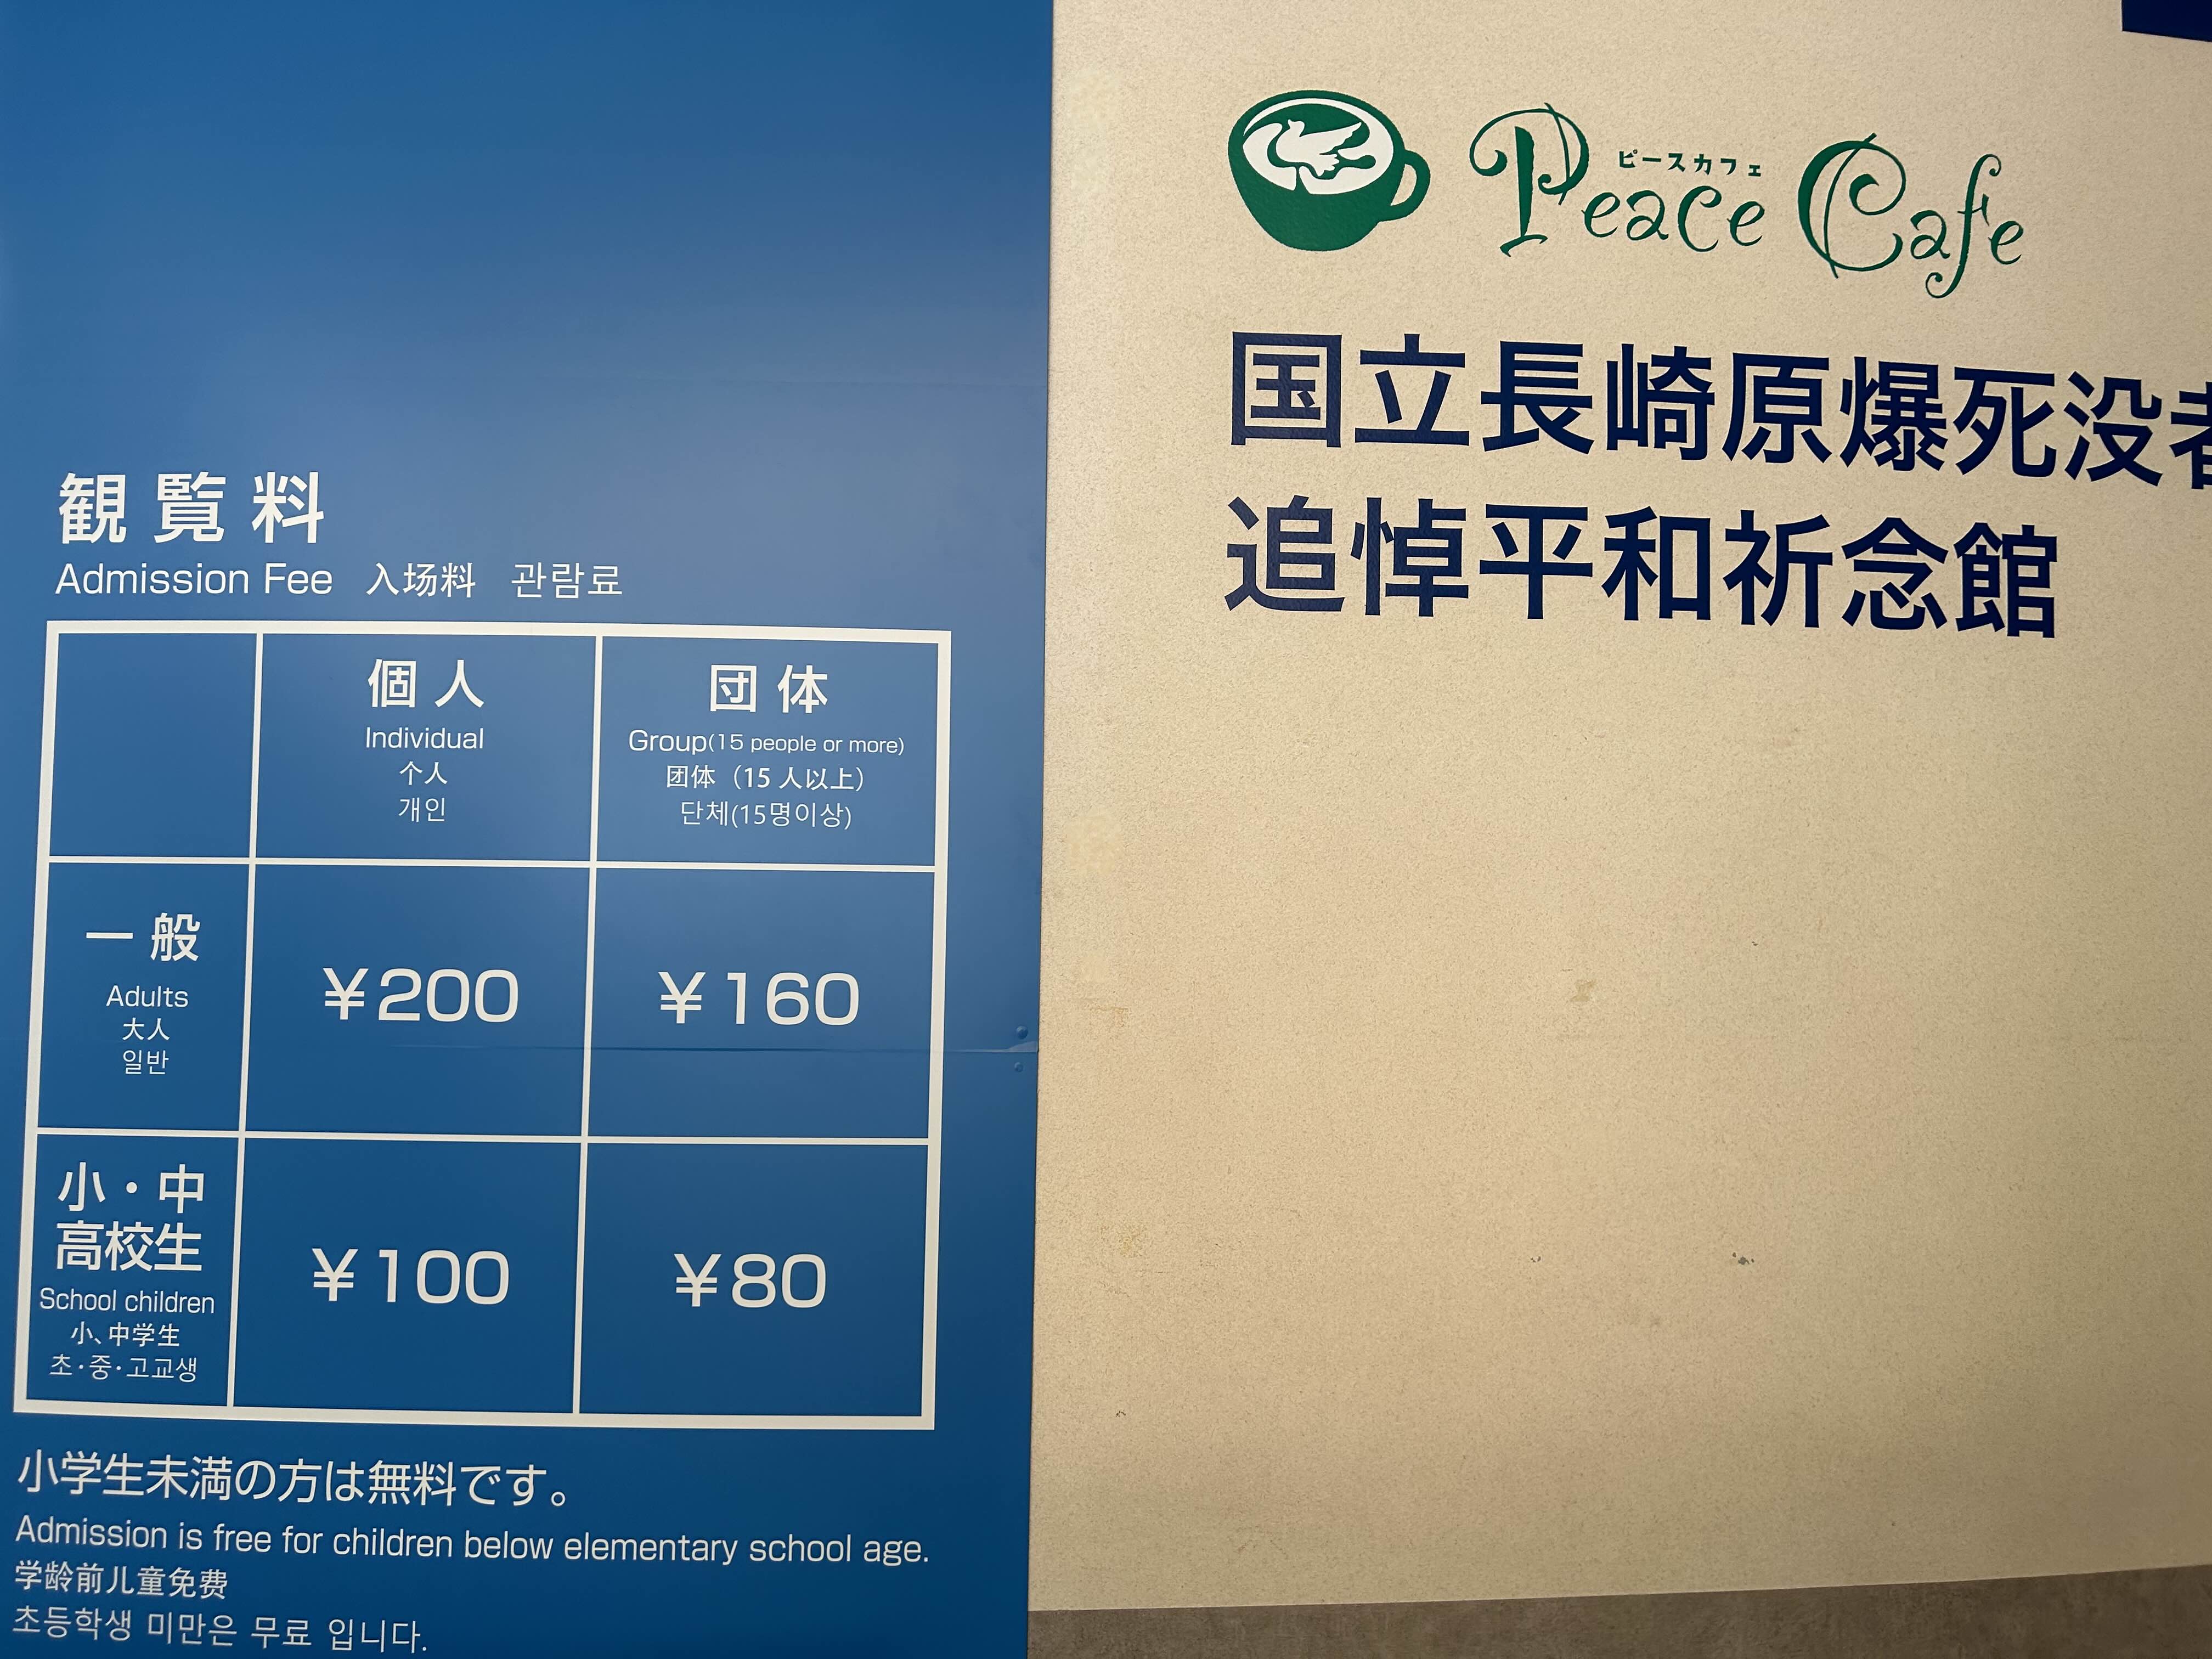 観覧料
Admission Fee 入场料 관람료
個人
Individual
个人
개인
団体
Group(15 people or more)
团体（15 人以上）
단체(15명이상)
一般
Adults
大人
일반
¥200
¥160
小・中
高校生
School children
小、中学生
초·중·고교생
¥100
¥80
小学生未満の方は無料です。
Admission is free for children below elementary school age.
学龄前儿童免费
초등학생 미만은 무료 입니다.
ピースカフェ
Peace Cafe
国立長崎原爆死没者
追悼平和祈念館